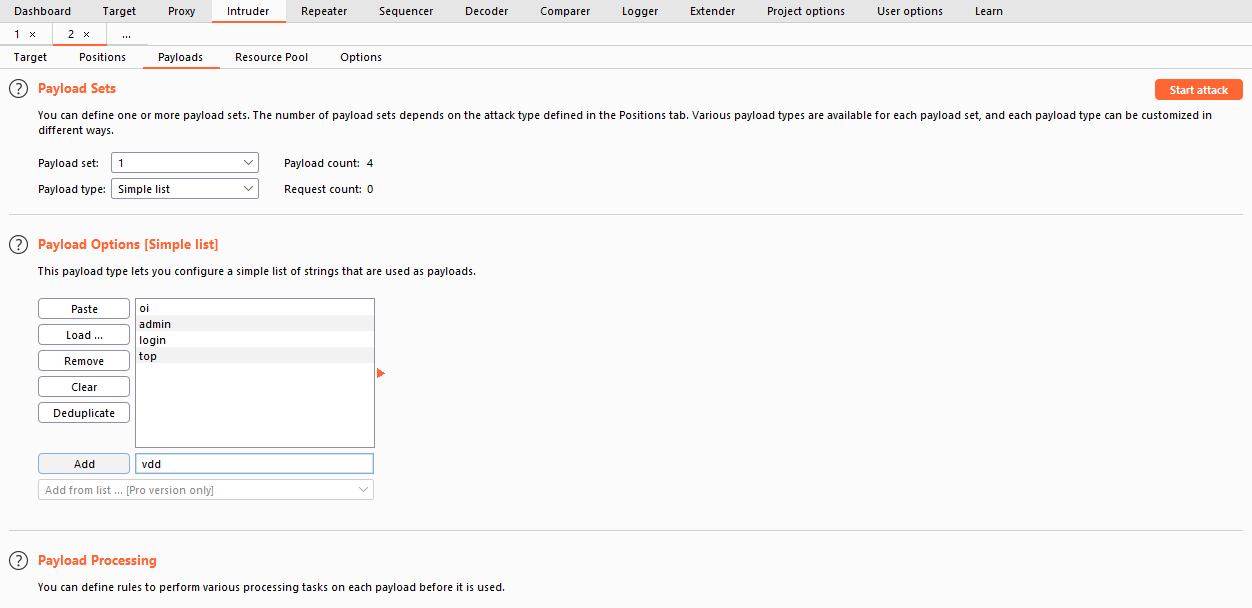 Dashboard Target Proxy Intruder Repeater Sequencer Decoder Comparer Logger Extender Project options User options Learn
1 × 2 × ...
Target Positions Payloads Resource Pool Options
? Payload Sets Start attack
You can define one or more payload sets. The number of payload sets depends on the attack type defined in the Positions tab. Various payload types are available for each payload set, and each payload type can be customized in
different ways.
Payload set: 1 Payload count: 4
Payload type: Simple list Request count: 0
? Payload Options [Simple list]
This payload type lets you configure a simple list of strings that are used as payloads.
Paste oi
admin
Load ... login
Remove top
Clear
Deduplicate
Add vdd
Add from list ... [Pro version only]
? Payload Processing
You can define rules to perform various processing tasks on each payload before it is used.